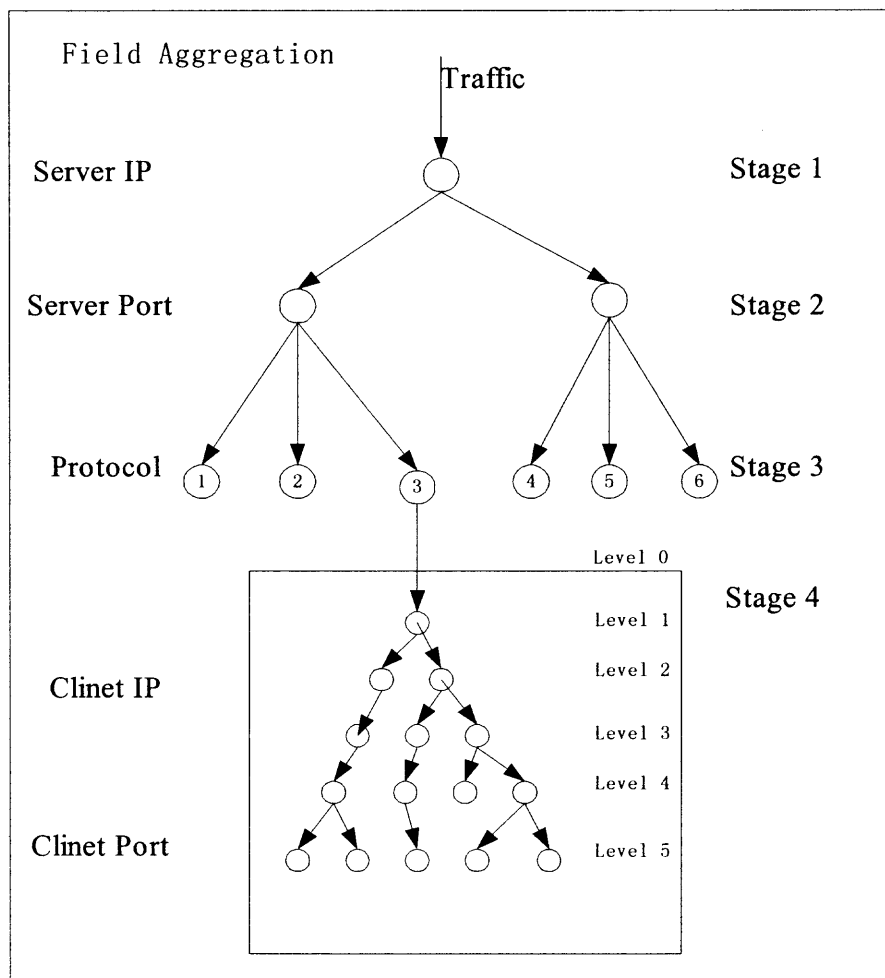 Field Aggregation
Traffic
Server IP
Stage 1
Server Port
Stage 2
Protocol
1
2
3
4
5
6
Stage 3
Level 0
Stage 4
Level 1
Clinet IP
Level 2
Level 3
Level 4
Clinet Port
Level 5